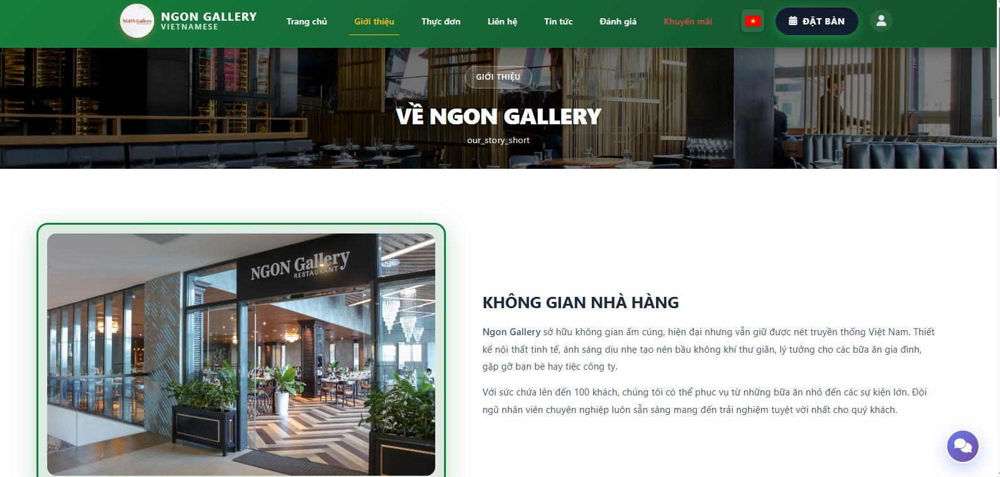 NGON Gallery
NGON GALLERY
VIETNAMESE
Trang chủ
Giới thiệu
Thực đơn
Liên hệ
Tin tức
Đánh giá
Khuyến mãi
ĐẶT BÀN
GIỚI THIỆU
VỀ NGON GALLERY
our_story_short
NGON Gallery
RESTAURANT
KHÔNG GIAN NHÀ HÀNG
Ngon Gallery sở hữu không gian ấm cúng, hiện đại nhưng vẫn giữ được nét truyền thống Việt Nam. Thiết
kế nội thất tinh tế, ánh sáng dịu nhẹ tạo nên bầu không khí thư giãn, lý tưởng cho các bữa ăn gia đình,
gặp gỡ bạn bè hay tiệc công ty.
Với sức chứa lên đến 100 khách, chúng tôi có thể phục vụ từ những bữa ăn nhỏ đến các sự kiện lớn. Đội
ngũ nhân viên chuyên nghiệp luôn sẵn sàng mang đến trải nghiệm tuyệt vời nhất cho quý khách.